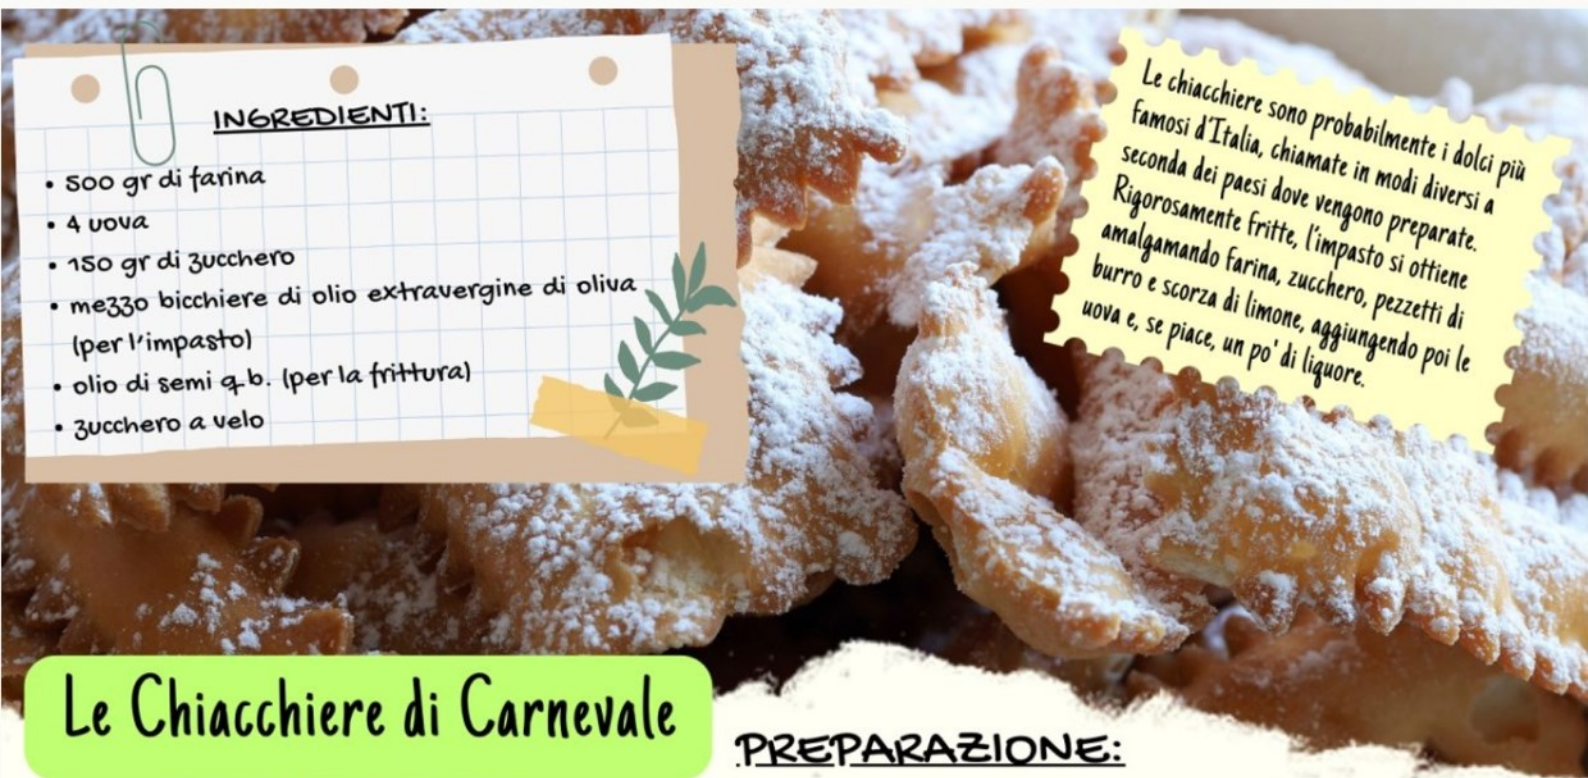 INGREDIENTI:
• 500 gr di farina
• 4 uova
• 150 gr di zucchero
• mezzo bicchiere di olio extravergine di oliva
(per l'impasto)
• olio di semi q.b. (per la frittura)
• zucchero a velo
Le chiacchiere sono probabilmente i dolci più
famosi d'Italia, chiamate in modi diversi a
seconda dei paesi dove vengono preparate.
Rigorosamente fritte, l'impasto si ottiene
amalgamando farina, zucchero, pezzetti di
burro e scorza di limone, aggiungendo poi le
uova e, se piace, un po' di liquore.
Le Chiacchiere di Carnevale
PREPARAZIONE: